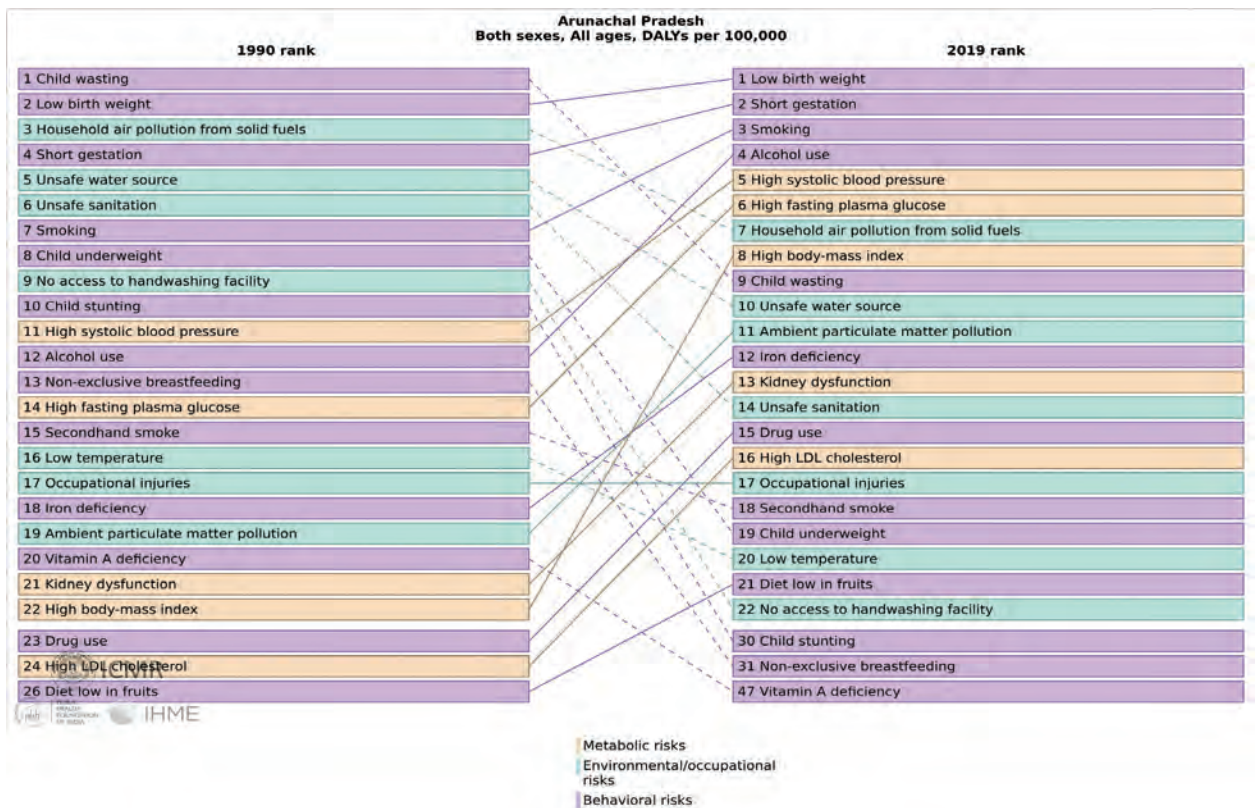 Arunachal Pradesh
Both sexes, All ages, DALYs per 100,000
1990 rank
2019 rank
1 Child wasting
2 Low birth weight
3 Household air pollution from solid fuels
4 Short gestation
5 Unsafe water source
6 Unsafe sanitation
7 Smoking
8 Child underweight
9 No access to handwashing facility
10 Child stunting
11 High systolic blood pressure
12 Alcohol use
13 Non-exclusive breastfeeding
14 High fasting plasma glucose
15 Secondhand smoke
16 Low temperature
17 Occupational injuries
18 Iron deficiency
19 Ambient particulate matter pollution
20 Vitamin A deficiency
21 Kidney dysfunction
22 High body-mass index
23 Drug use
24 High LDL cholesterol
26 Diet low in fruits
1 Low birth weight
2 Short gestation
3 Smoking
4 Alcohol use
5 High systolic blood pressure
6 High fasting plasma glucose
7 Household air pollution from solid fuels
8 High body-mass index
9 Child wasting
10 Unsafe water source
11 Ambient particulate matter pollution
12 Iron deficiency
13 Kidney dysfunction
14 Unsafe sanitation
15 Drug use
16 High LDL cholesterol
17 Occupational injuries
18 Secondhand smoke
19 Child underweight
20 Low temperature
21 Diet low in fruits
22 No access to handwashing facility
30 Child stunting
31 Non-exclusive breastfeeding
47 Vitamin A deficiency
ICMR
PUBLIC
HEALTH
FOUNDATION
OF INDIA
IHME
Metabolic risks
Environmental/occupational
risks
Behavioral risks